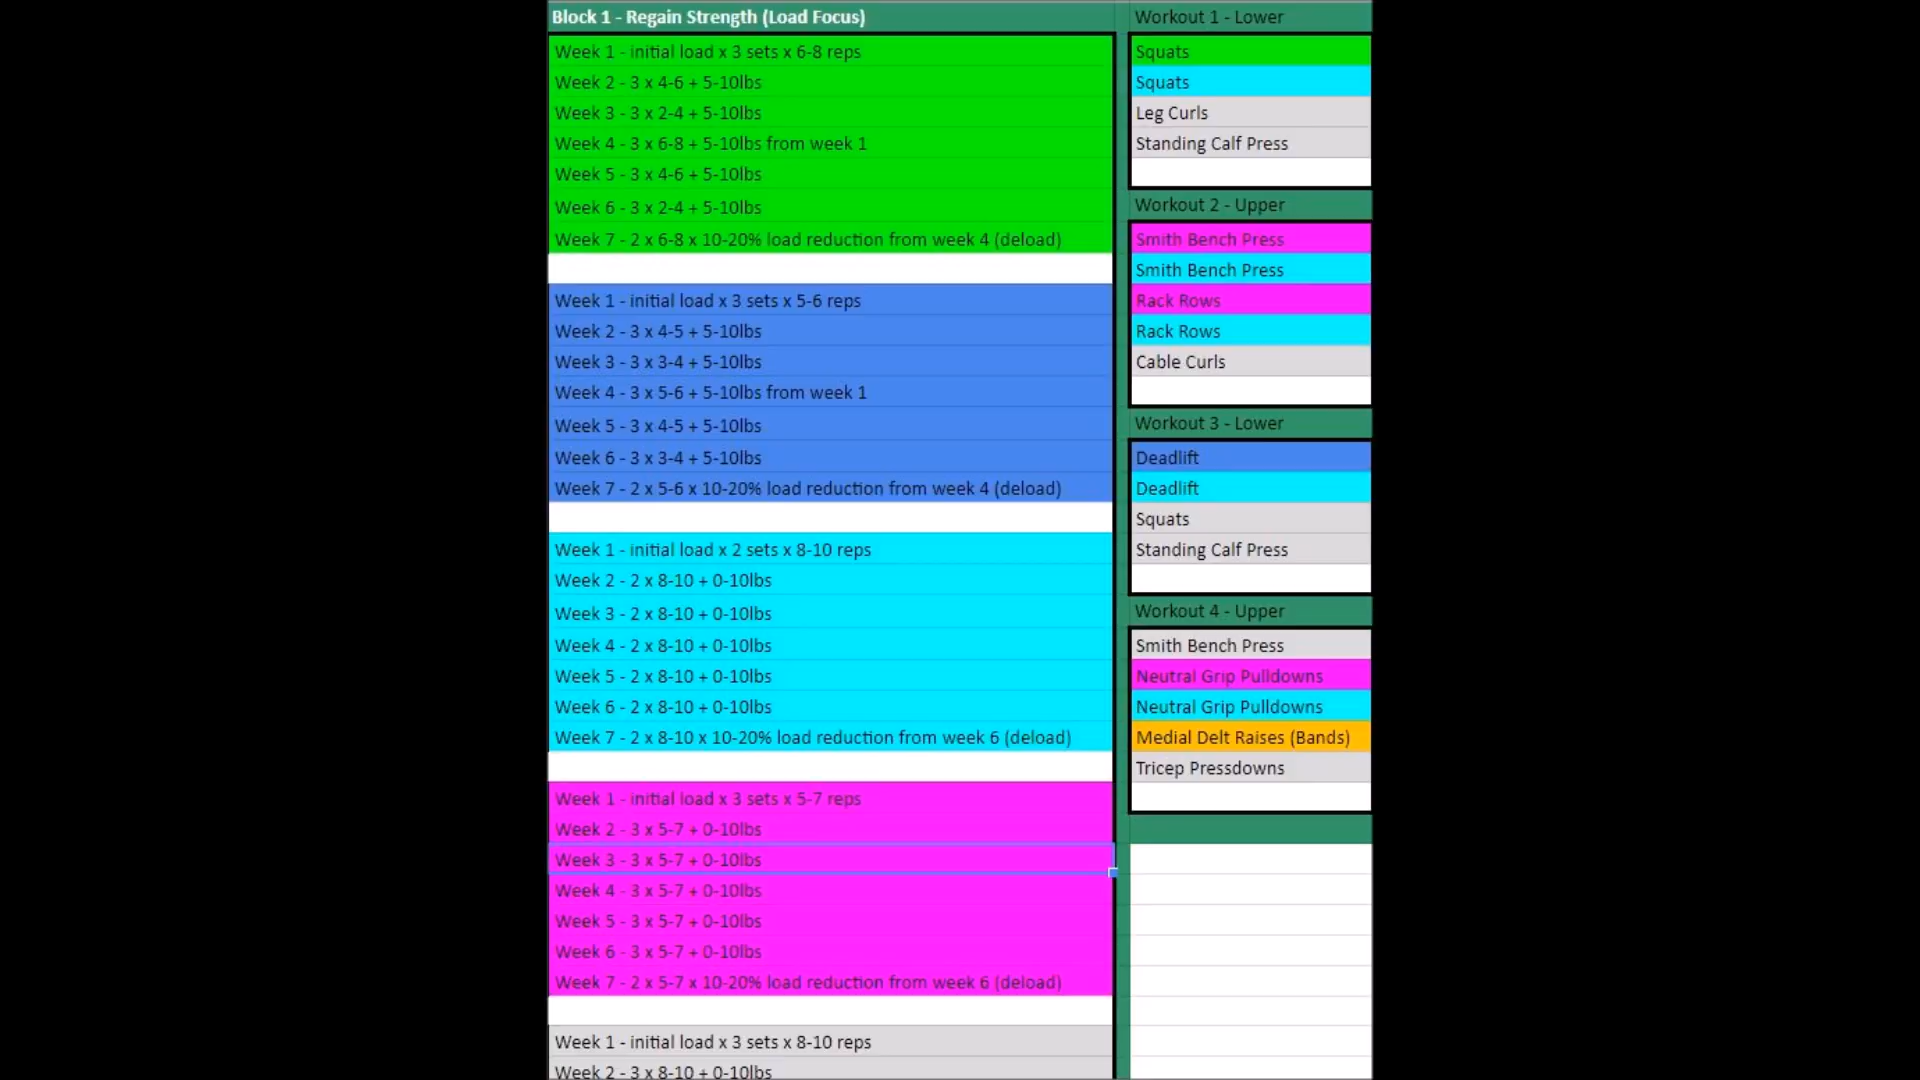 Block 1 - Regain Strength (Load Focus)
Week 1 - initial load x 3 sets x 6-8 reps
Week 2 - 3 x 4-6 + 5-10lbs
Week 3 - 3 x 2-4 + 5-10lbs
Week 4 - 3 x 6-8 + 5-10lbs from week 1
Week 5 - 3 x 4-6 + 5-10lbs
Week 6 - 3 x 2-4 + 5-10lbs
Week 7 - 2 x 6-8 x 10-20% load reduction from week 4 (deload)
Week 1 - initial load x 3 sets x 5-6 reps
Week 2 - 3 x 4-5 + 5-10lbs
Week 3 - 3 x 3-4 + 5-10lbs
Week 4 - 3 x 5-6 + 5-10lbs from week 1
Week 5 - 3 x 4-5 + 5-10lbs
Week 6 - 3 x 3-4 + 5-10lbs
Week 7 - 2 x 5-6 x 10-20% load reduction from week 4 (deload)
Week 1 - initial load x 2 sets x 8-10 reps
Week 2 - 2 x 8-10 + 0-10lbs
Week 3 - 2 x 8-10 + 0-10lbs
Week 4 - 2 x 8-10 + 0-10lbs
Week 5 - 2 x 8-10 + 0-10lbs
Week 6 - 2 x 8-10 + 0-10lbs
Week 7 - 2 x 8-10 x 10-20% load reduction from week 6 (deload)
Week 1 - initial load x 3 sets x 5-7 reps
Week 2 - 3 x 5-7 + 0-10lbs
Week 3 - 3 x 5-7 + 0-10lbs
Week 4 - 3 x 5-7 + 0-10lbs
Week 5 - 3 x 5-7 + 0-10lbs
Week 6 - 3 x 5-7 + 0-10lbs
Week 7 - 2 x 5-7 x 10-20% load reduction from week 6 (deload)
Week 1 - initial load x 3 sets x 8-10 reps
Week 2 - 3 x 8-10 + 0-10lbs
Workout 1 - Lower
Squats
Squats
Leg Curls
Standing Calf Press
Workout 2 - Upper
Smith Bench Press
Smith Bench Press
Rack Rows
Rack Rows
Cable Curls
Workout 3 - Lower
Deadlift
Deadlift
Squats
Standing Calf Press
Workout 4 - Upper
Smith Bench Press
Neutral Grip Pulldowns
Neutral Grip Pulldowns
Medial Delt Raises (Bands)
Tricep Pressdowns